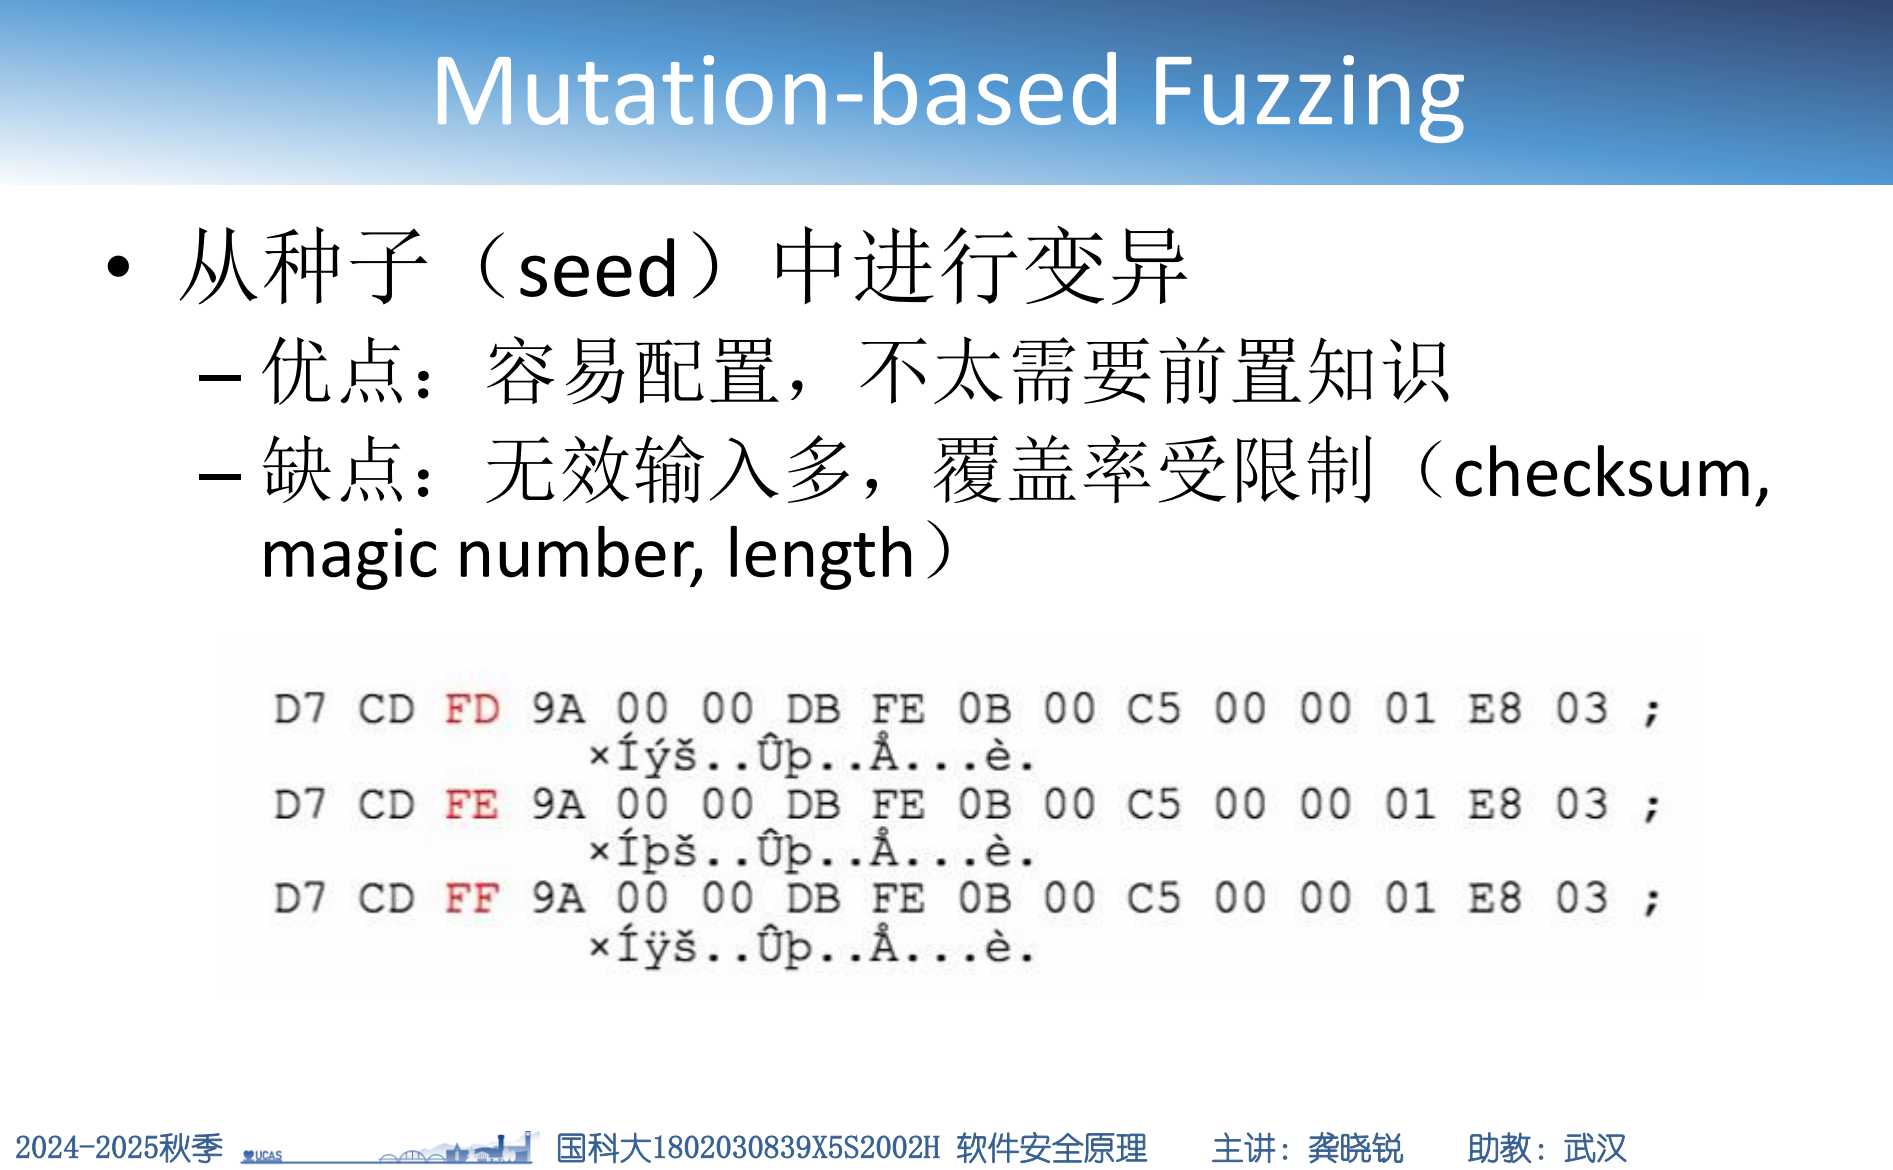 Mutation-based Fuzzing
• 从种子（seed）中进行变异
– 优点：容易配置，不太需要前置知识
– 缺点：无效输入多，覆盖率受限制（checksum,
magic number, length）
D7 CD FD 9A 00 00 DB FE 0B 00 C5 00 00 01 E8 03 ;
×Íýš..Ûþ..Å...è.
D7 CD FE 9A 00 00 DB FE 0B 00 C5 00 00 01 E8 03 ;
×Íþš..Ûþ..Å...è.
D7 CD FF 9A 00 00 DB FE 0B 00 C5 00 00 01 E8 03 ;
×Íÿš..Ûþ..Å...è.
2024-2025秋季 UCAS 国科大1802030839X5S2002H 软件安全原理 主讲：龚晓锐 助教：武汉